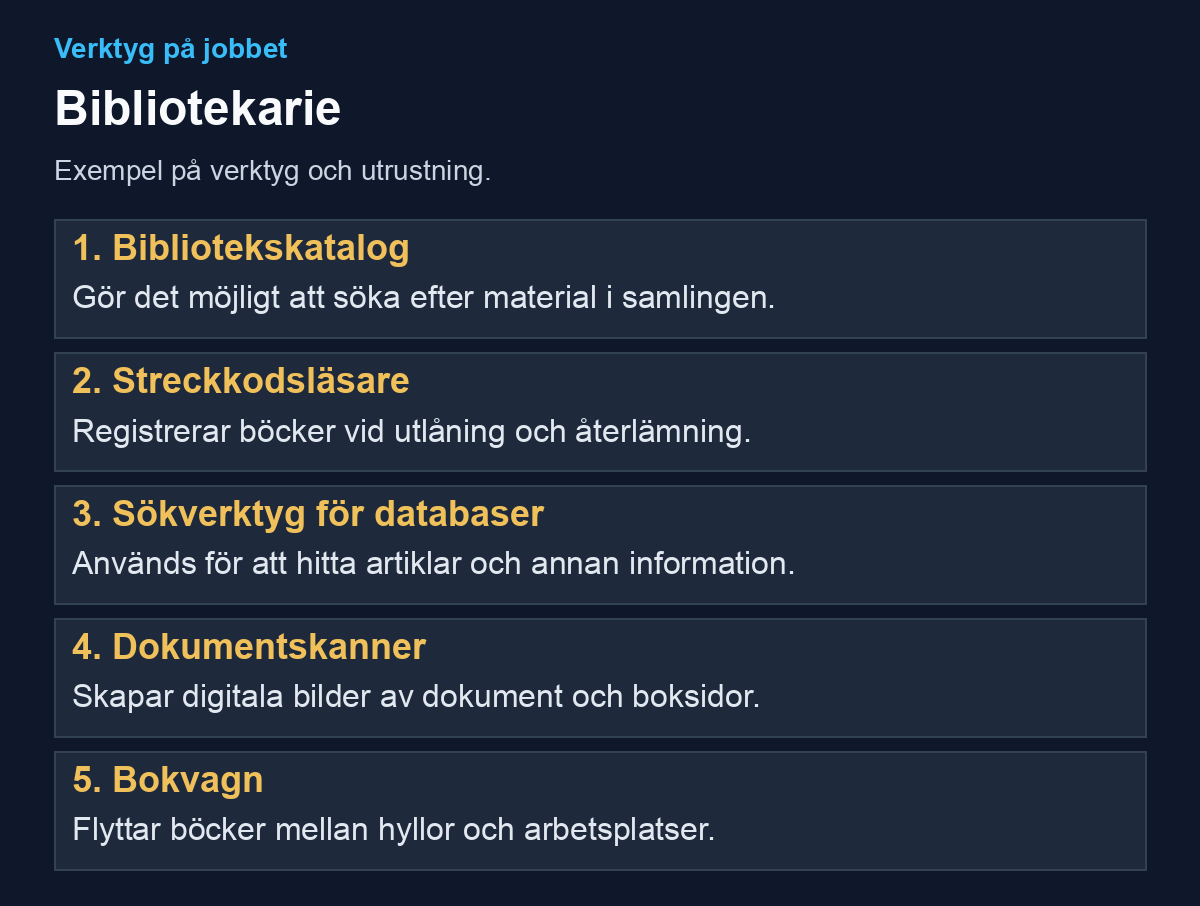 Verktyg på jobbet
Bibliotekarie
Exempel på verktyg och utrustning.
1. Bibliotekskatalog
Gör det möjligt att söka efter material i samlingen.
2. Streckkodsläsare
Registrerar böcker vid utlåning och återlämning.
3. Sökverktyg för databaser
Används för att hitta artiklar och annan information.
4. Dokumentskanner
Skapar digitala bilder av dokument och boksidor.
5. Bokvagn
Flyttar böcker mellan hyllor och arbetsplatser.